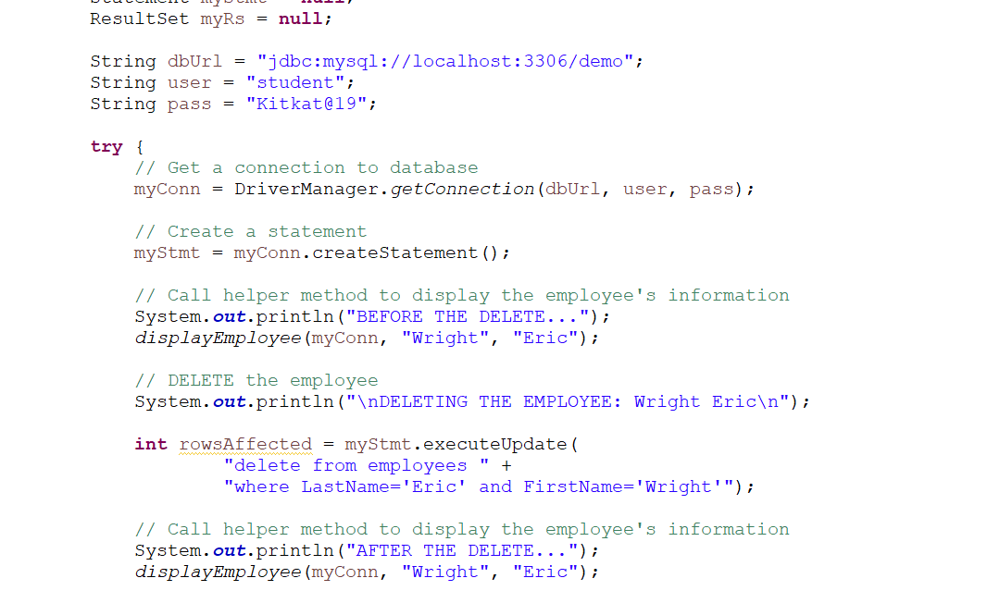 ResultSet myRs = null;
String dbUrl = "jdbc:mysql://localhost:3306/demo";
String user = "student";
String pass = "Kitkat@19";
try {
// Get a connection to database
myConn = DriverManager.getConnection(dbUrl, user, pass);
// Create a statement
myStmt = myConn.createStatement();
// Call helper method to display the employee's information
System.out.println("BEFORE THE DELETE...");
displayEmployee(myConn, "Wright", "Eric");
// DELETE the employee
System.out.println("\nDELETING THE EMPLOYEE: Wright Eric\n");
int rowsAffected = myStmt.executeUpdate(
"delete from employees " +
"where LastName='Eric' and FirstName='Wright'");
// Call helper method to display the employee's information
System.out.println("AFTER THE DELETE...");
displayEmployee(myConn, "Wright", "Eric");